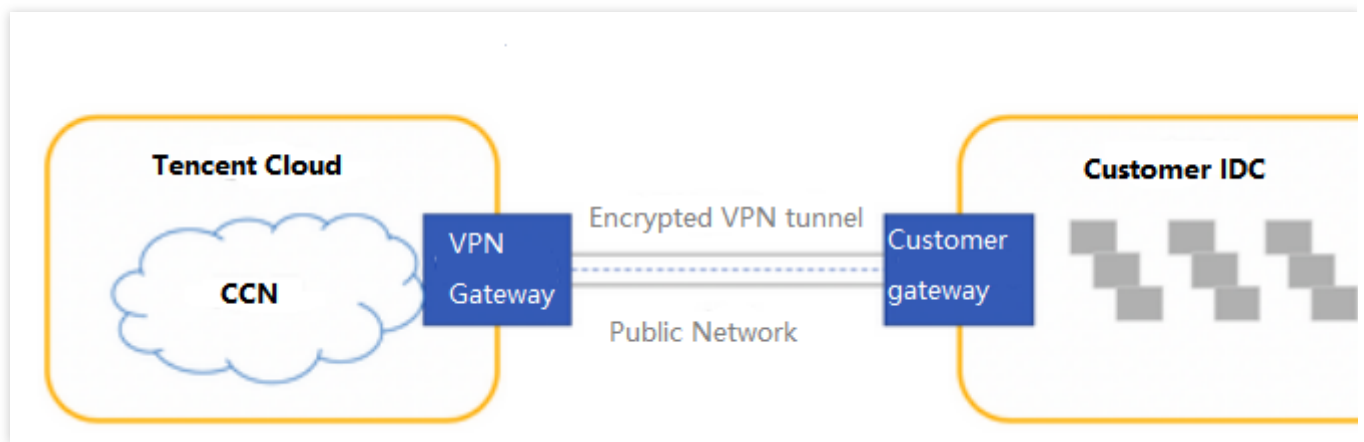 Tencent Cloud
Customer IDC
CCN
VPN
Gateway
Encrypted VPN tunnel
Public Network
Customer
gateway